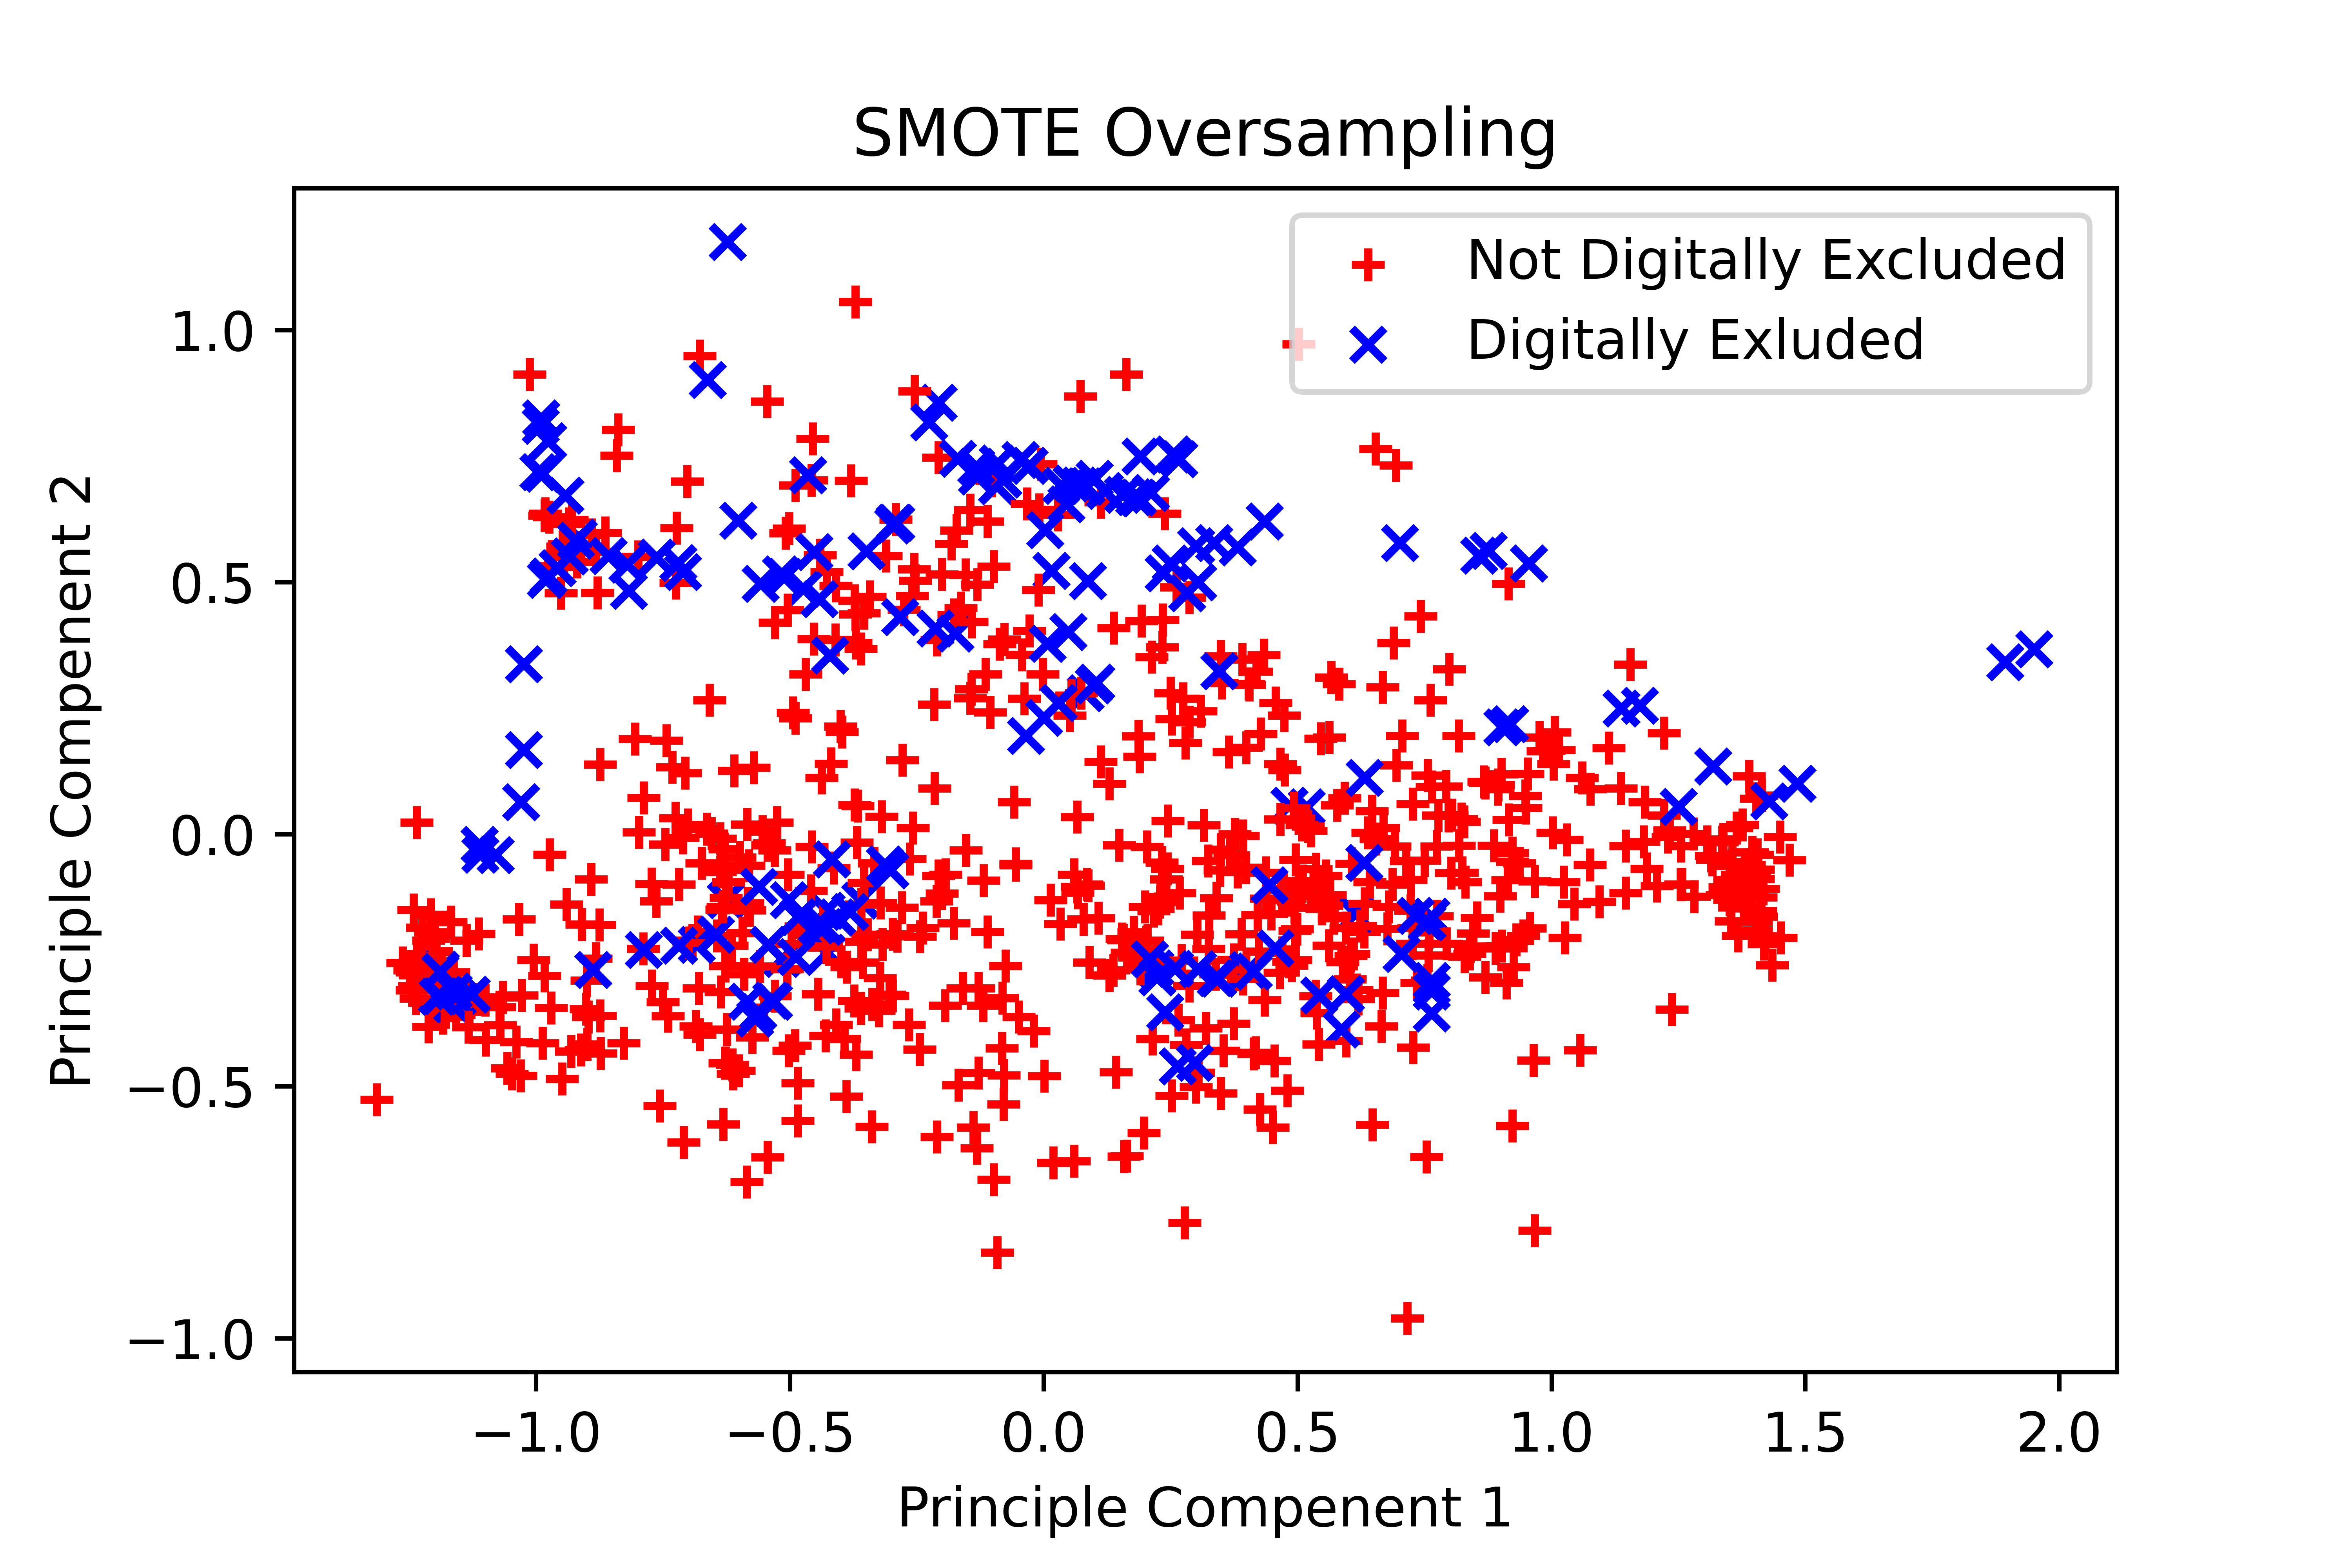 SMOTE Oversampling
Not Digitally Excluded
Digitally Exluded
Principle Compenent 2
1.0
0.5
0.0
−0.5
−1.0
−1.0 −0.5 0.0 0.5 1.0 1.5 2.0
Principle Compenent 1